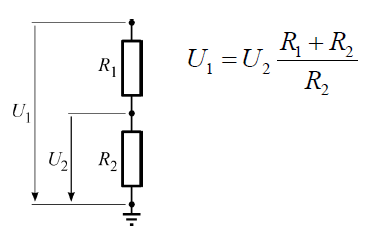 R₁
U₁
U₂
R₂
U₁ = U₂ (R₁ + R₂) / R₂